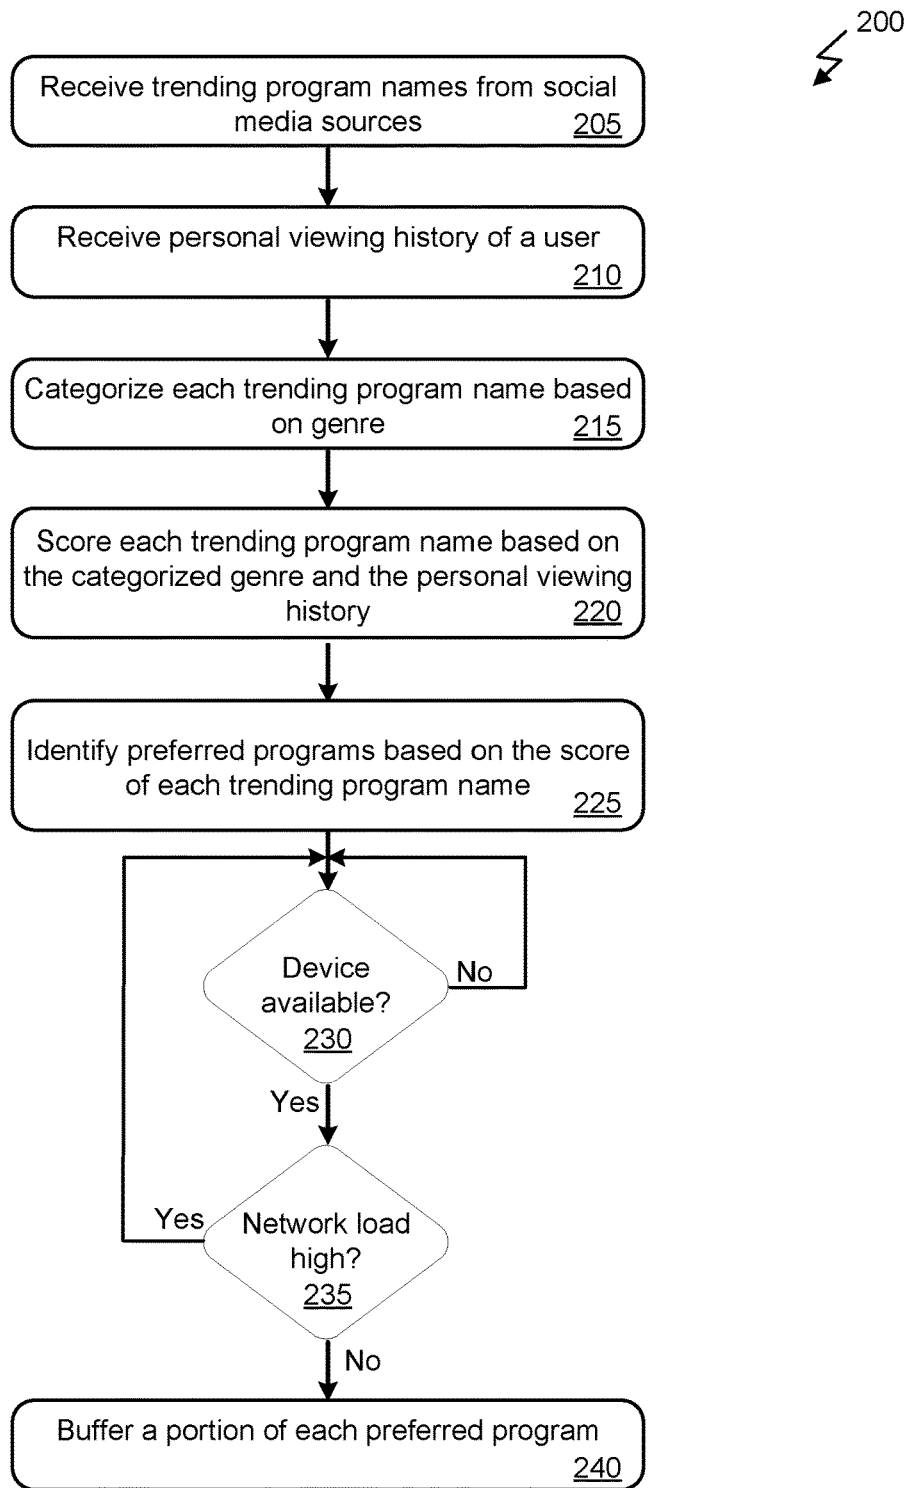 200
Receive trending program names from social
media sources
205
Receive personal viewing history of a user
210
Categorize each trending program name based
on genre
215
Score each trending program name based on
the categorized genre and the personal viewing
history
220
Identify preferred programs based on the score
of each trending program name
225
Device
available?
230
No
Yes
Network load
high?
235
Yes
No
Buffer a portion of each preferred program
240